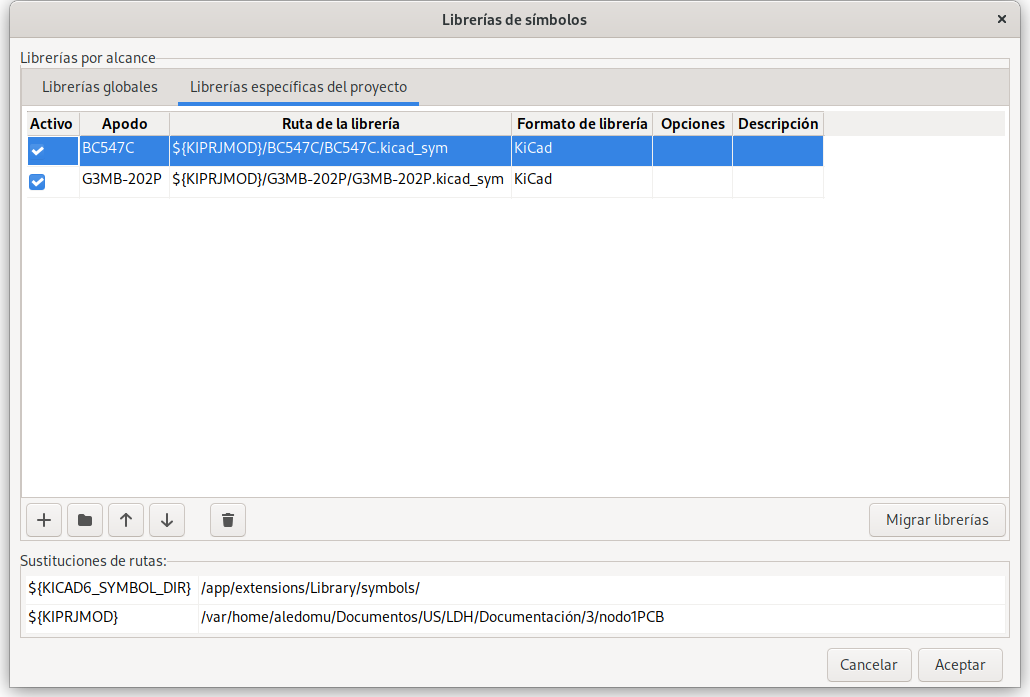 Librerías de símbolos
Librerías por alcance
Librerías globales Librerías específicas del proyecto
Activo Apodo Ruta de la librería Formato de librería Opciones Descripción
BC547C ${KIPRJMOD}/BC547C/BC547C.kicad_sym KiCad
G3MB-202P ${KIPRJMOD}/G3MB-202P/G3MB-202P.kicad_sym KiCad
Migrar librerías
Sustituciones de rutas:
${KICAD6_SYMBOL_DIR} /app/extensions/Library/symbols/
${KIPRJMOD} /var/home/aledomu/Documentos/US/LDH/Documentación/3/nodo1PCB
Cancelar Aceptar